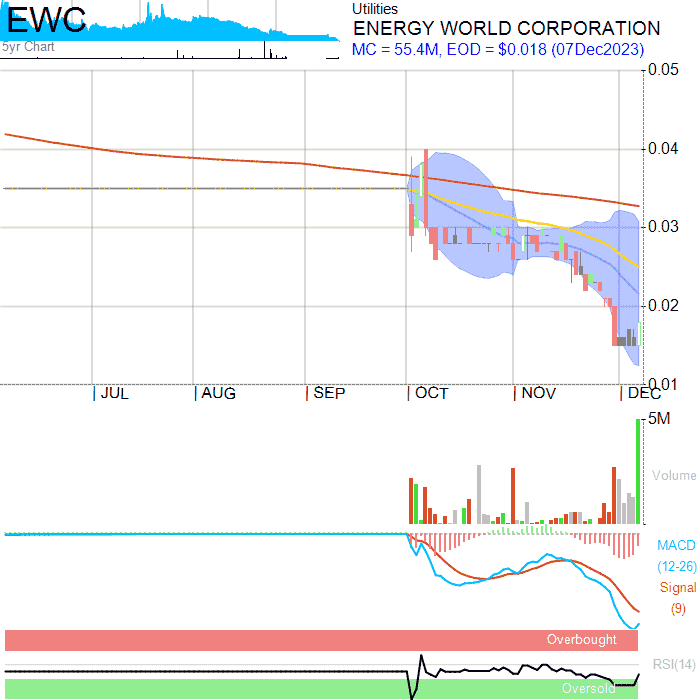 EWC
5yr Chart
Utilities
ENERGY WORLD CORPORATION
MC = 55.4M, EOD = $0.018 (07Dec2023)
0.05
0.04
0.03
0.02
0.01
JUL
AUG
SEP
OCT
NOV
DEC
5M
Volume
MACD
(12-26)
Signal
(9)
Overbought
RSI(14)
Oversold